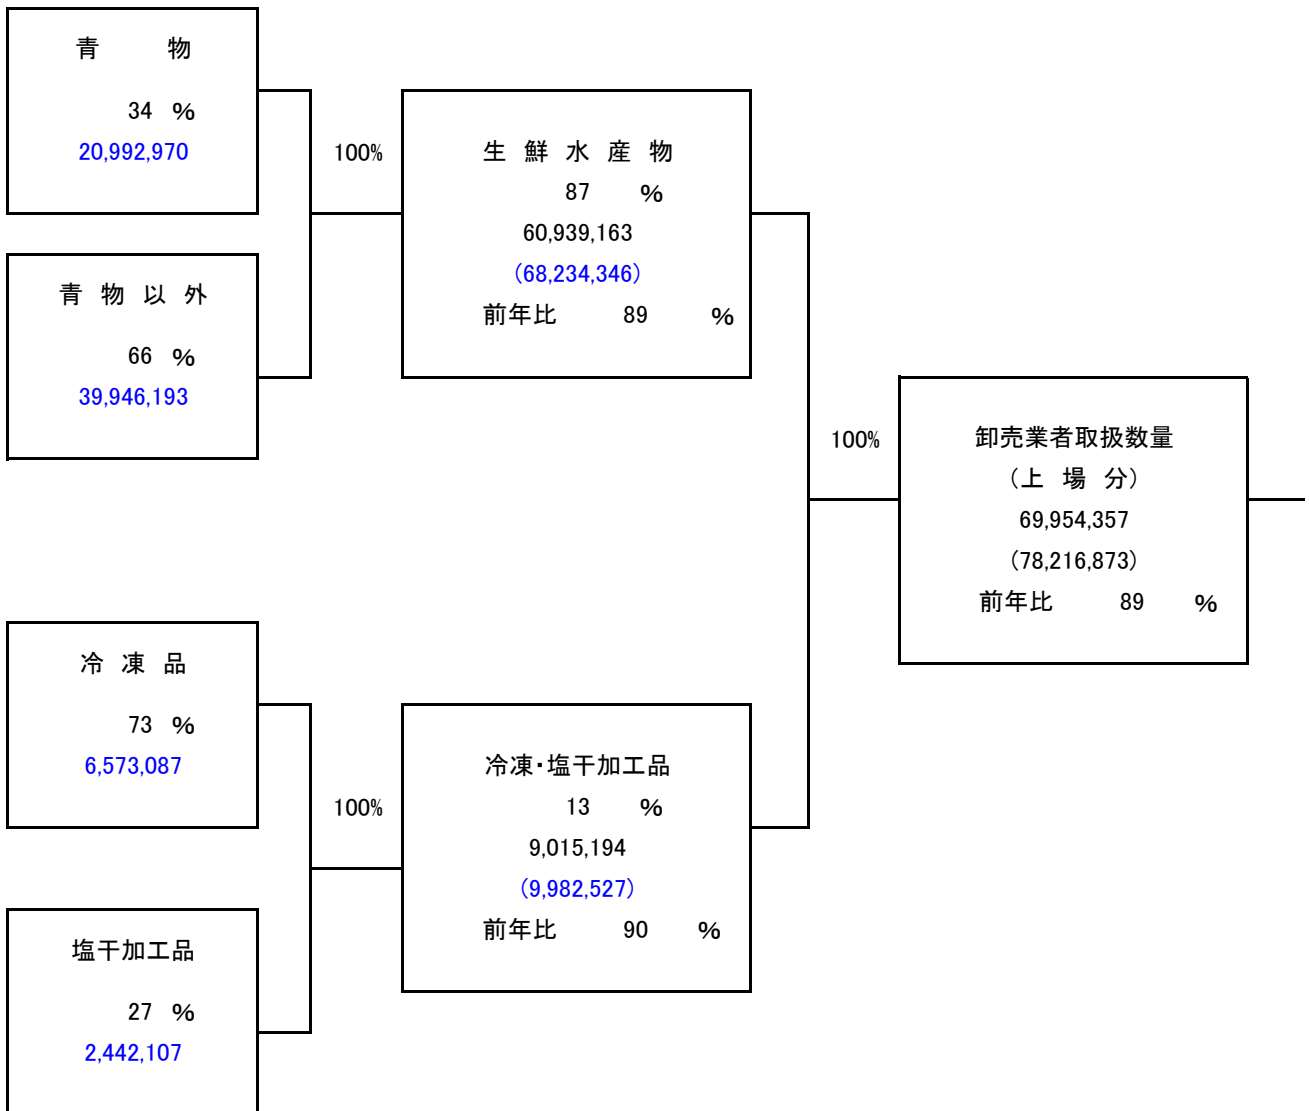 青 物
34 %
20,992,970
青 物 以 外
66 %
39,946,193
100%
生 鮮 水 産 物
87 %
60,939,163
(68,234,346)
前年比 89 %
冷 凍 品
73 %
6,573,087
塩干加工品
27 %
2,442,107
100%
冷凍・塩干加工品
13 %
9,015,194
(9,982,527)
前年比 90 %
100%
卸売業者取扱数量
(上 場 分)
69,954,357
(78,216,873)
前年比 89 %